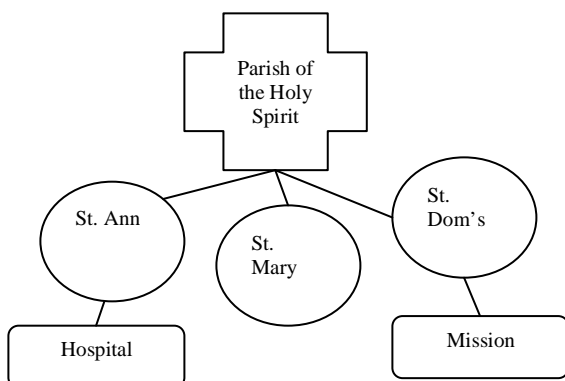 Parish of
the Holy
Spirit
St. Ann
St.
Mary
St.
Dom's
Hospital
Mission